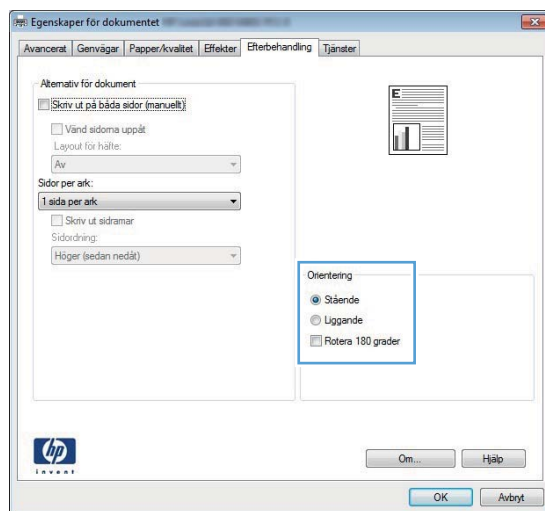 Egenskaper för dokumentet
Avancerat Genvägar Papper/kvalitet Effekter Efterbehandling Tjänster
Alternativ för dokument
Skriv ut på båda sidor (manuellt)
Vänd sidorna uppåt
Layout för häfte:
Av
Sidor per ark:
1 sida per ark
Skriv ut sidramar
Sidordning:
Höger (sedan nedåt)
E
Orientering
Stående
Liggande
Rotera 180 grader
hp
invent
Om... Hjälp
OK Avbryt